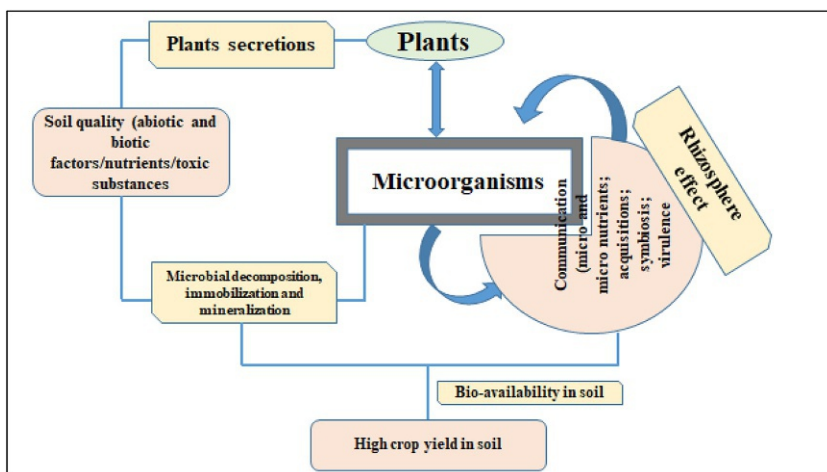 Plants secretions
Plants
Soil quality (abiotic and
biotic
factors/nutrients/toxic
substances
Microorganisms
Rhizosphere
effect
Communication
(micro and
micro nutrients;
acquisitions;
symbiosis;
virulence
Microbial decomposition,
immobilization and
mineralization
Bio-availability in soil
High crop yield in soil